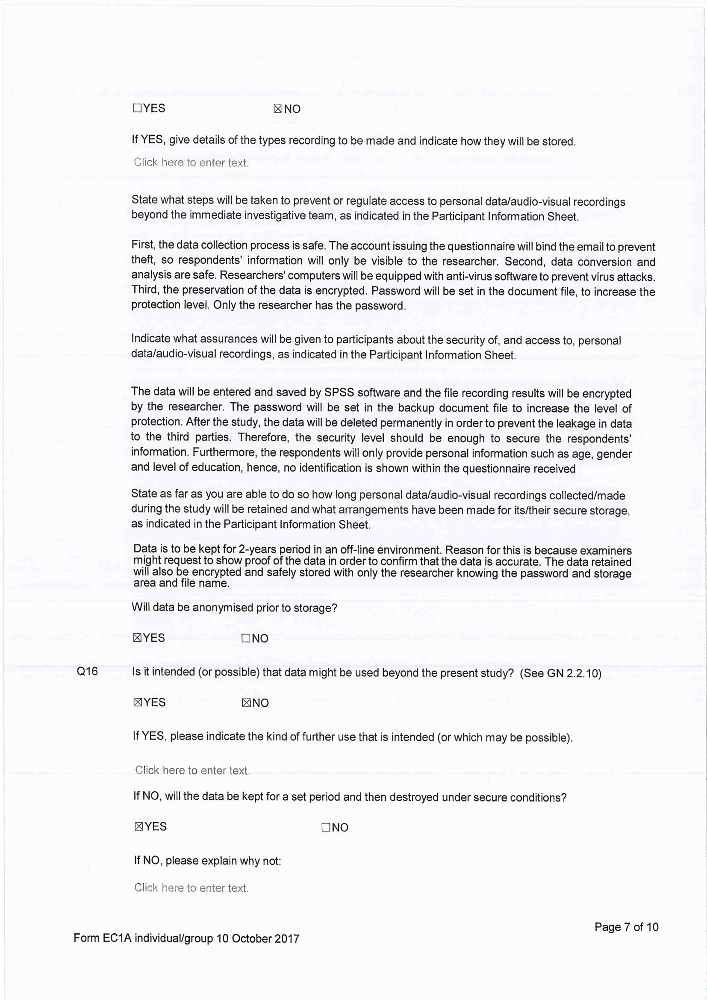 ☐YES ☒NO
If YES, give details of the types recording to be made and indicate how they will be stored.
Click here to enter text.
State what steps will be taken to prevent or regulate access to personal data/audio-visual recordings
beyond the immediate investigative team, as indicated in the Participant Information Sheet.
First, the data collection process is safe. The account issuing the questionnaire will bind the email to prevent
theft, so respondents' information will only be visible to the researcher. Second, data conversion and
analysis are safe. Researchers' computers will be equipped with anti-virus software to prevent virus attacks.
Third, the preservation of the data is encrypted. Password will be set in the document file, to increase the
protection level. Only the researcher has the password.
Indicate what assurances will be given to participants about the security of, and access to, personal
data/audio-visual recordings, as indicated in the Participant Information Sheet.
The data will be entered and saved by SPSS software and the file recording results will be encrypted
by the researcher. The password will be set in the backup document file to increase the level of
protection. After the study, the data will be deleted permanently in order to prevent the leakage in data
to the third parties. Therefore, the security level should be enough to secure the respondents'
information. Furthermore, the respondents will only provide personal information such as age, gender
and level of education, hence, no identification is shown within the questionnaire received
State as far as you are able to do so how long personal data/audio-visual recordings collected/made
during the study will be retained and what arrangements have been made for its/their secure storage,
as indicated in the Participant Information Sheet.
Data is to be kept for 2-years period in an off-line environment. Reason for this is because examiners
might request to show proof of the data in order to confirm that the data is accurate. The data retained
will also be encrypted and safely stored with only the researcher knowing the password and storage
area and file name.
Will data be anonymised prior to storage?
☒YES ☐NO
Q16 Is it intended (or possible) that data might be used beyond the present study? (See GN 2.2.10)
☒YES ☒NO
If YES, please indicate the kind of further use that is intended (or which may be possible).
Click here to enter text.
If NO, will the data be kept for a set period and then destroyed under secure conditions?
☒YES ☐NO
If NO, please explain why not:
Click here to enter text.
Page 7 of 10
Form EC1A individual/group 10 October 2017